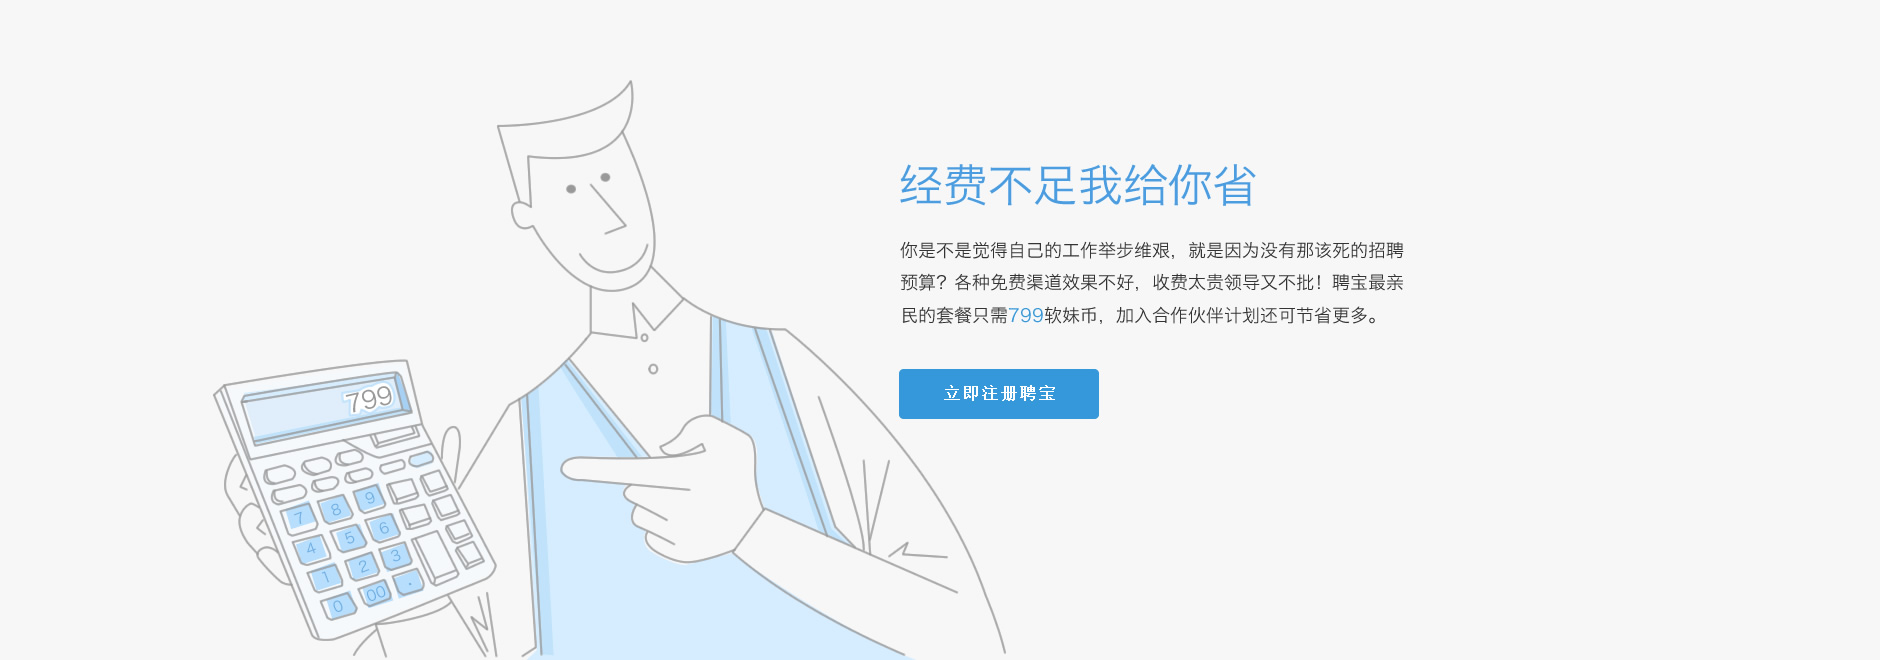 经费不足我给你省
你是不是觉得自己的工作举步维艰，就是因为没有那该死的招聘
预算？各种免费渠道效果不好，收费太贵领导又不批！聘宝最亲
民的套餐只需799软妹币，加入合作伙伴计划还可节省更多。
立即注册聘宝
799
7 8 9
4 5 6
1 2 3
0 00 .